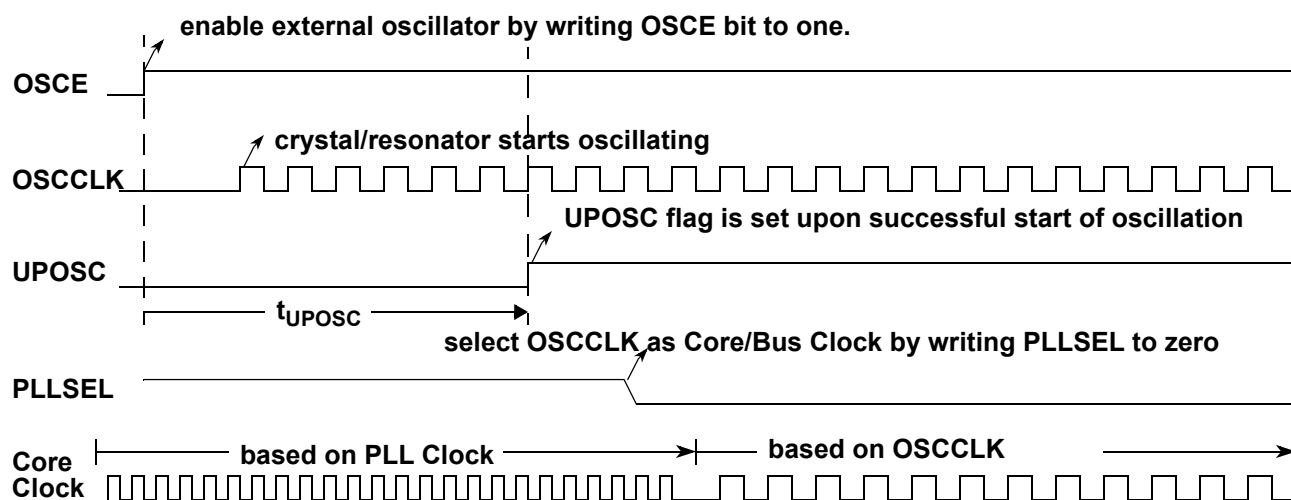 enable external oscillator by writing OSCE bit to one.
OSCE
crystal/resonator starts oscillating
OSCCLK
UPOSC flag is set upon successful start of oscillation
UPOSC
tUPOSC
select OSCCLK as Core/Bus Clock by writing PLLSEL to zero
PLLSEL
based on PLL Clock
based on OSCCLK
Core
Clock